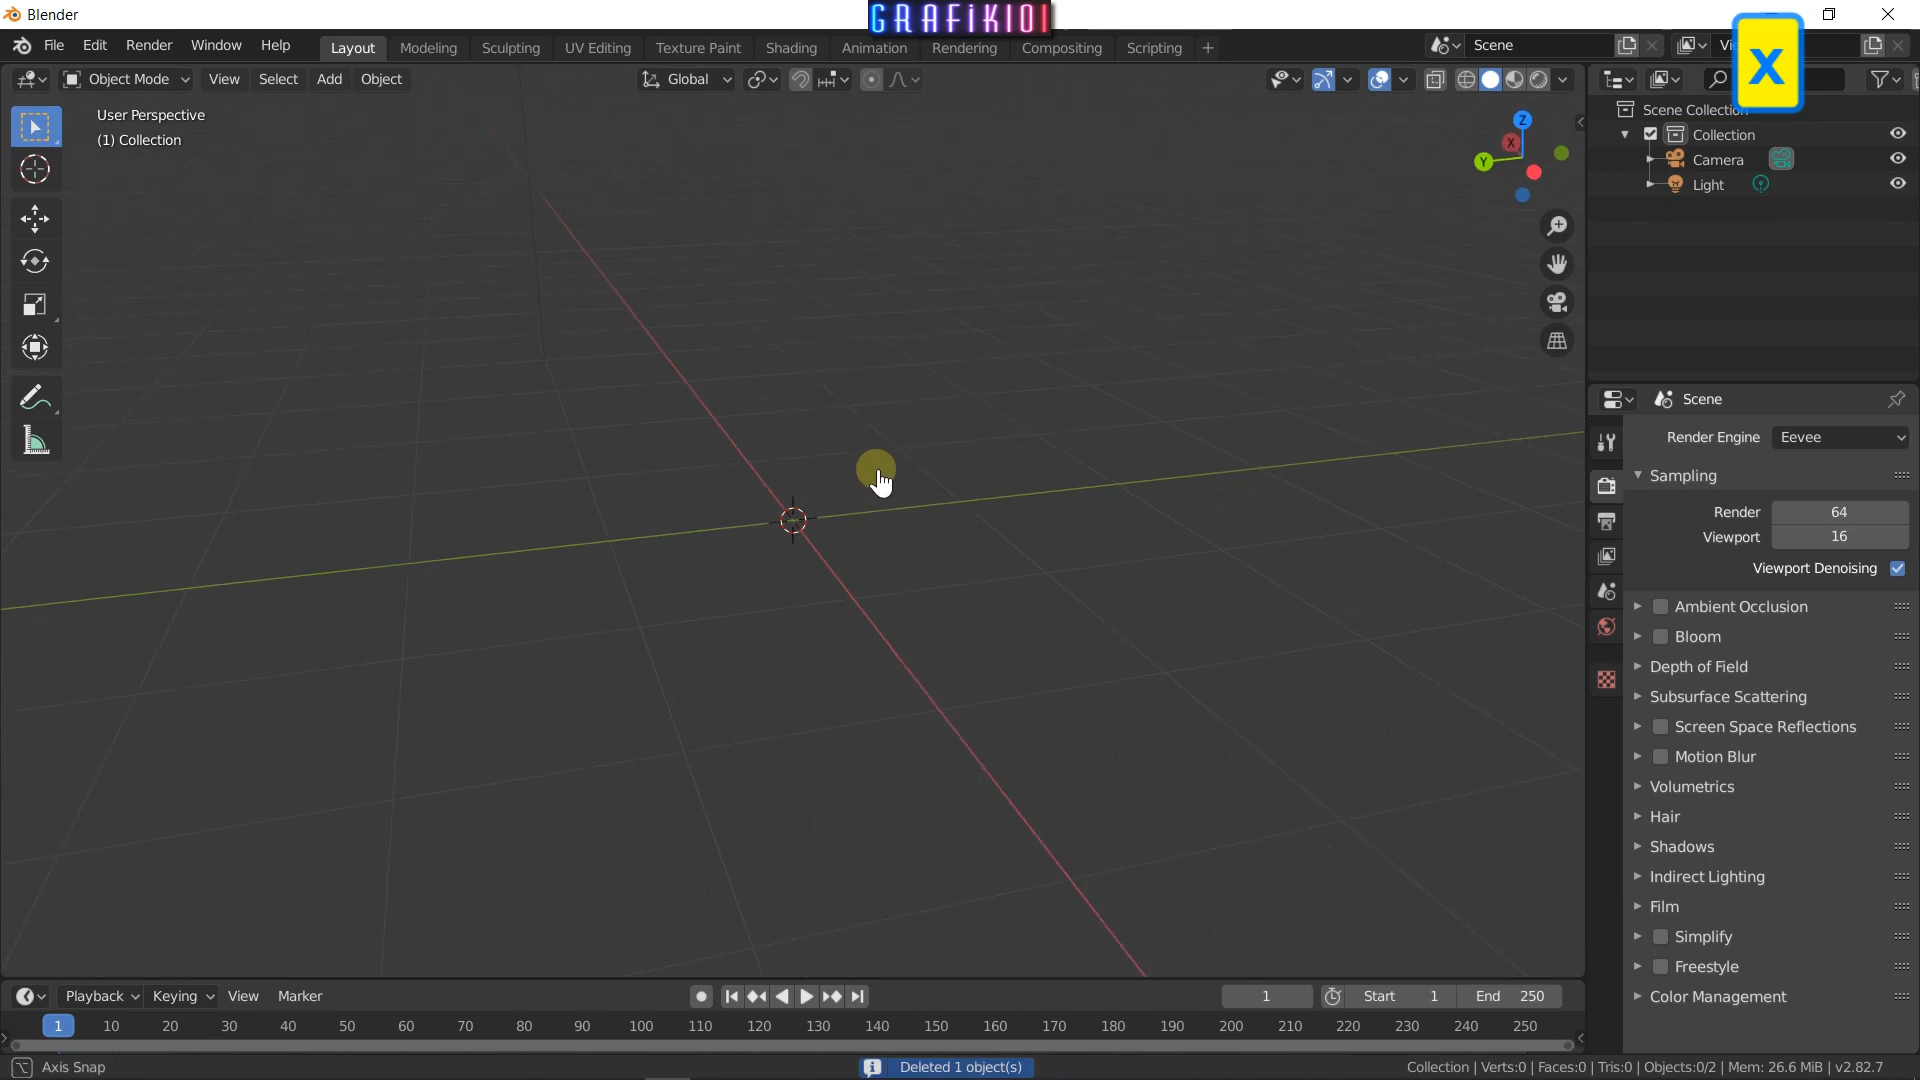 Blender
GRAFIK101
File Edit Render Window Help
Layout Modeling Sculpting UV Editing Texture Paint Shading Animation Rendering Compositing Scripting +
Scene
X
Object Mode View Select Add Object
Global
User Perspective
(1) Collection
Z
X
Y
Scene Collection
Collection
Camera
Light
Scene
Render Engine Eevee
Sampling
Render 64
Viewport 16
Viewport Denoising
Ambient Occlusion
Bloom
Depth of Field
Subsurface Scattering
Screen Space Reflections
Motion Blur
Volumetrics
Hair
Shadows
Indirect Lighting
Film
Simplify
Freestyle
Color Management
Playback Keying View Marker
1 Start 1 End 250
1 10 20 30 40 50 60 70 80 90 100 110 120 130 140 150 160 170 180 190 200 210 220 230 240 250
Axis Snap
Deleted 1 object(s)
Collection | Verts:0 | Faces:0 | Tris:0 | Objects:0/2 | Mem: 26.6 MiB | v2.82.7